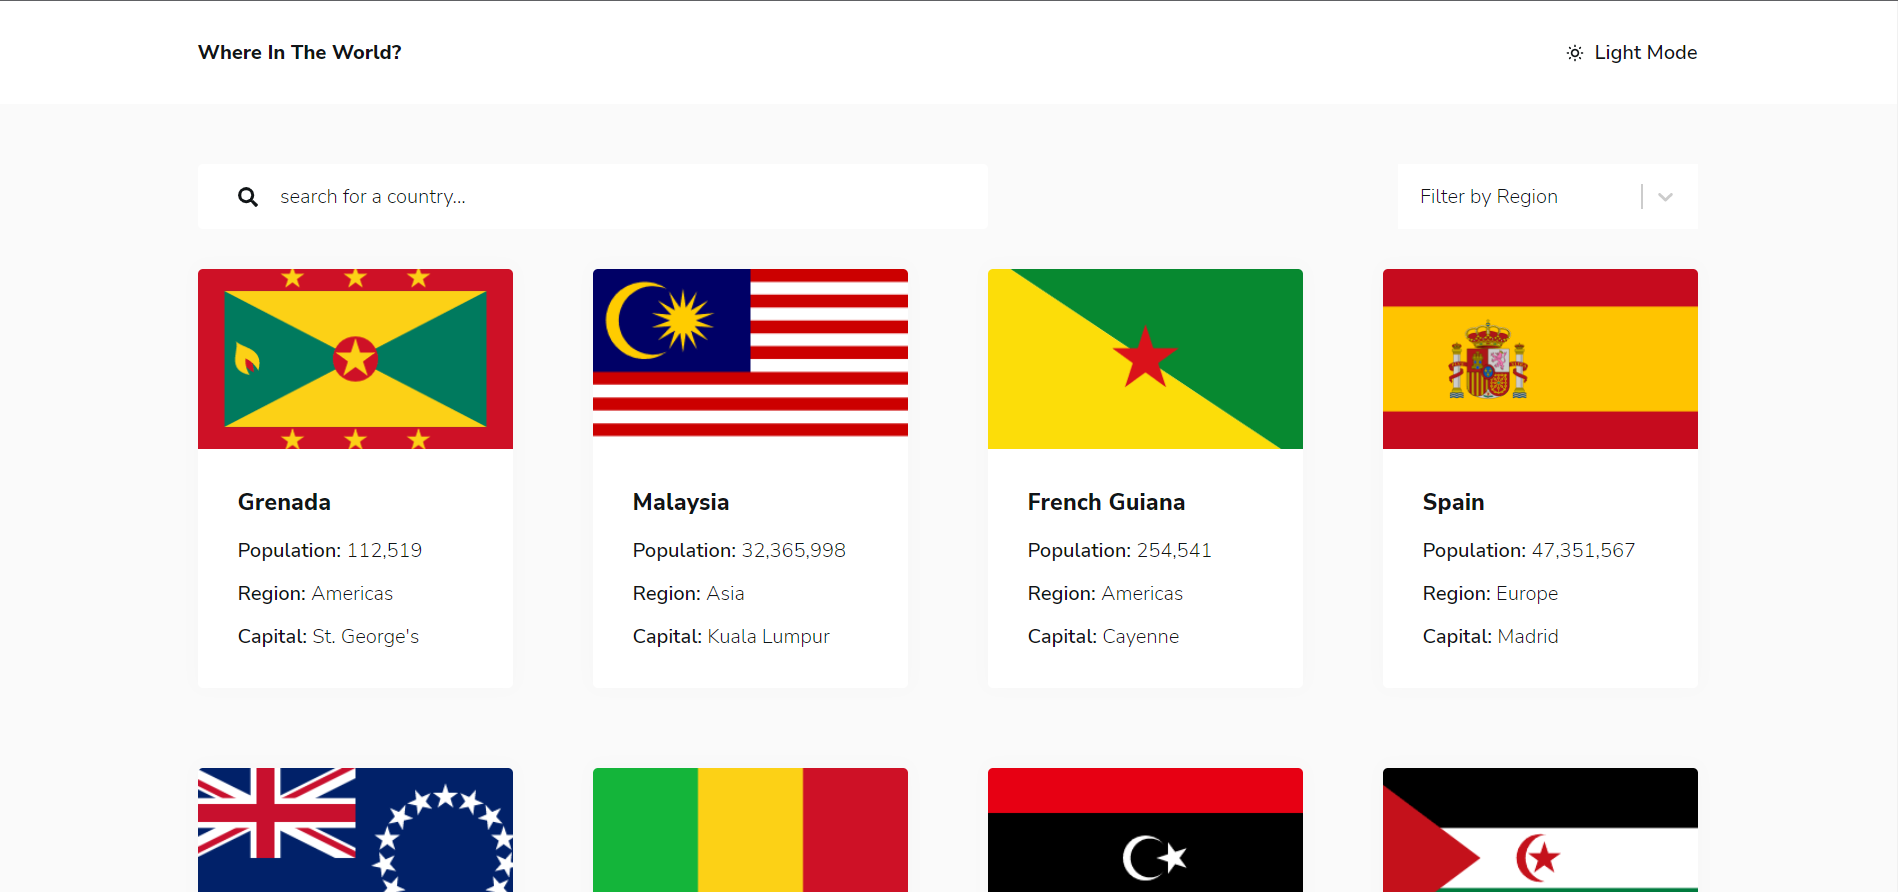 Where In The World?
Light Mode
search for a country...
Filter by Region
Grenada
Population: 112,519
Region: Americas
Capital: St. George's
Malaysia
Population: 32,365,998
Region: Asia
Capital: Kuala Lumpur
French Guiana
Population: 254,541
Region: Americas
Capital: Cayenne
Spain
Population: 47,351,567
Region: Europe
Capital: Madrid